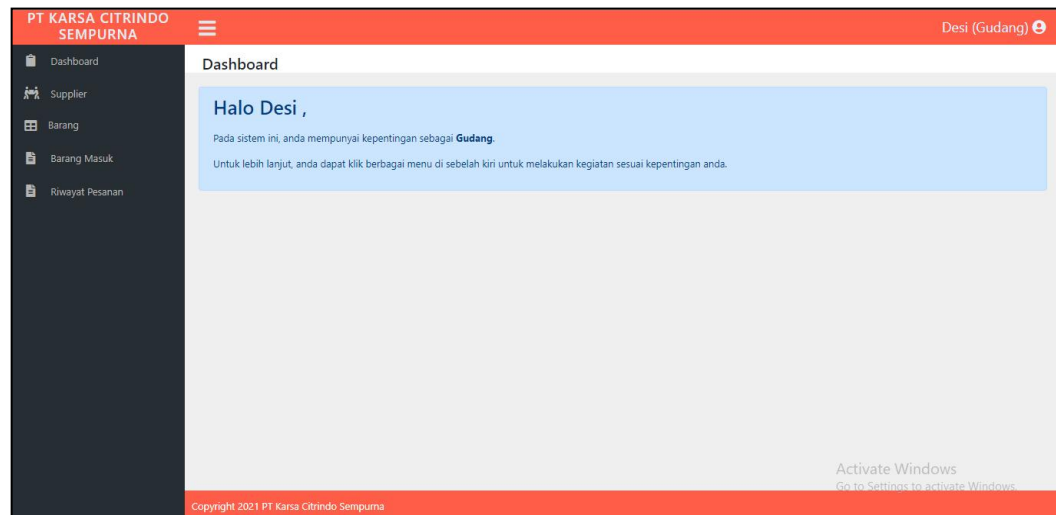 PT KARSA CITRINDO
SEMPURNA
Desi (Gudang)
Dashboard
Supplier
Barang
Barang Masuk
Riwayat Pesanan
Dashboard
Halo Desi ,
Pada sistem ini, anda mempunyai kepentingan sebagai Gudang.
Untuk lebih lanjut, anda dapat klik berbagai menu di sebelah kiri untuk melakukan kegiatan sesuai kepentingan anda.
Activate Windows
Go to Settings to activate Windows.
Copyright 2021 PT Karsa Citrindo Sempurna